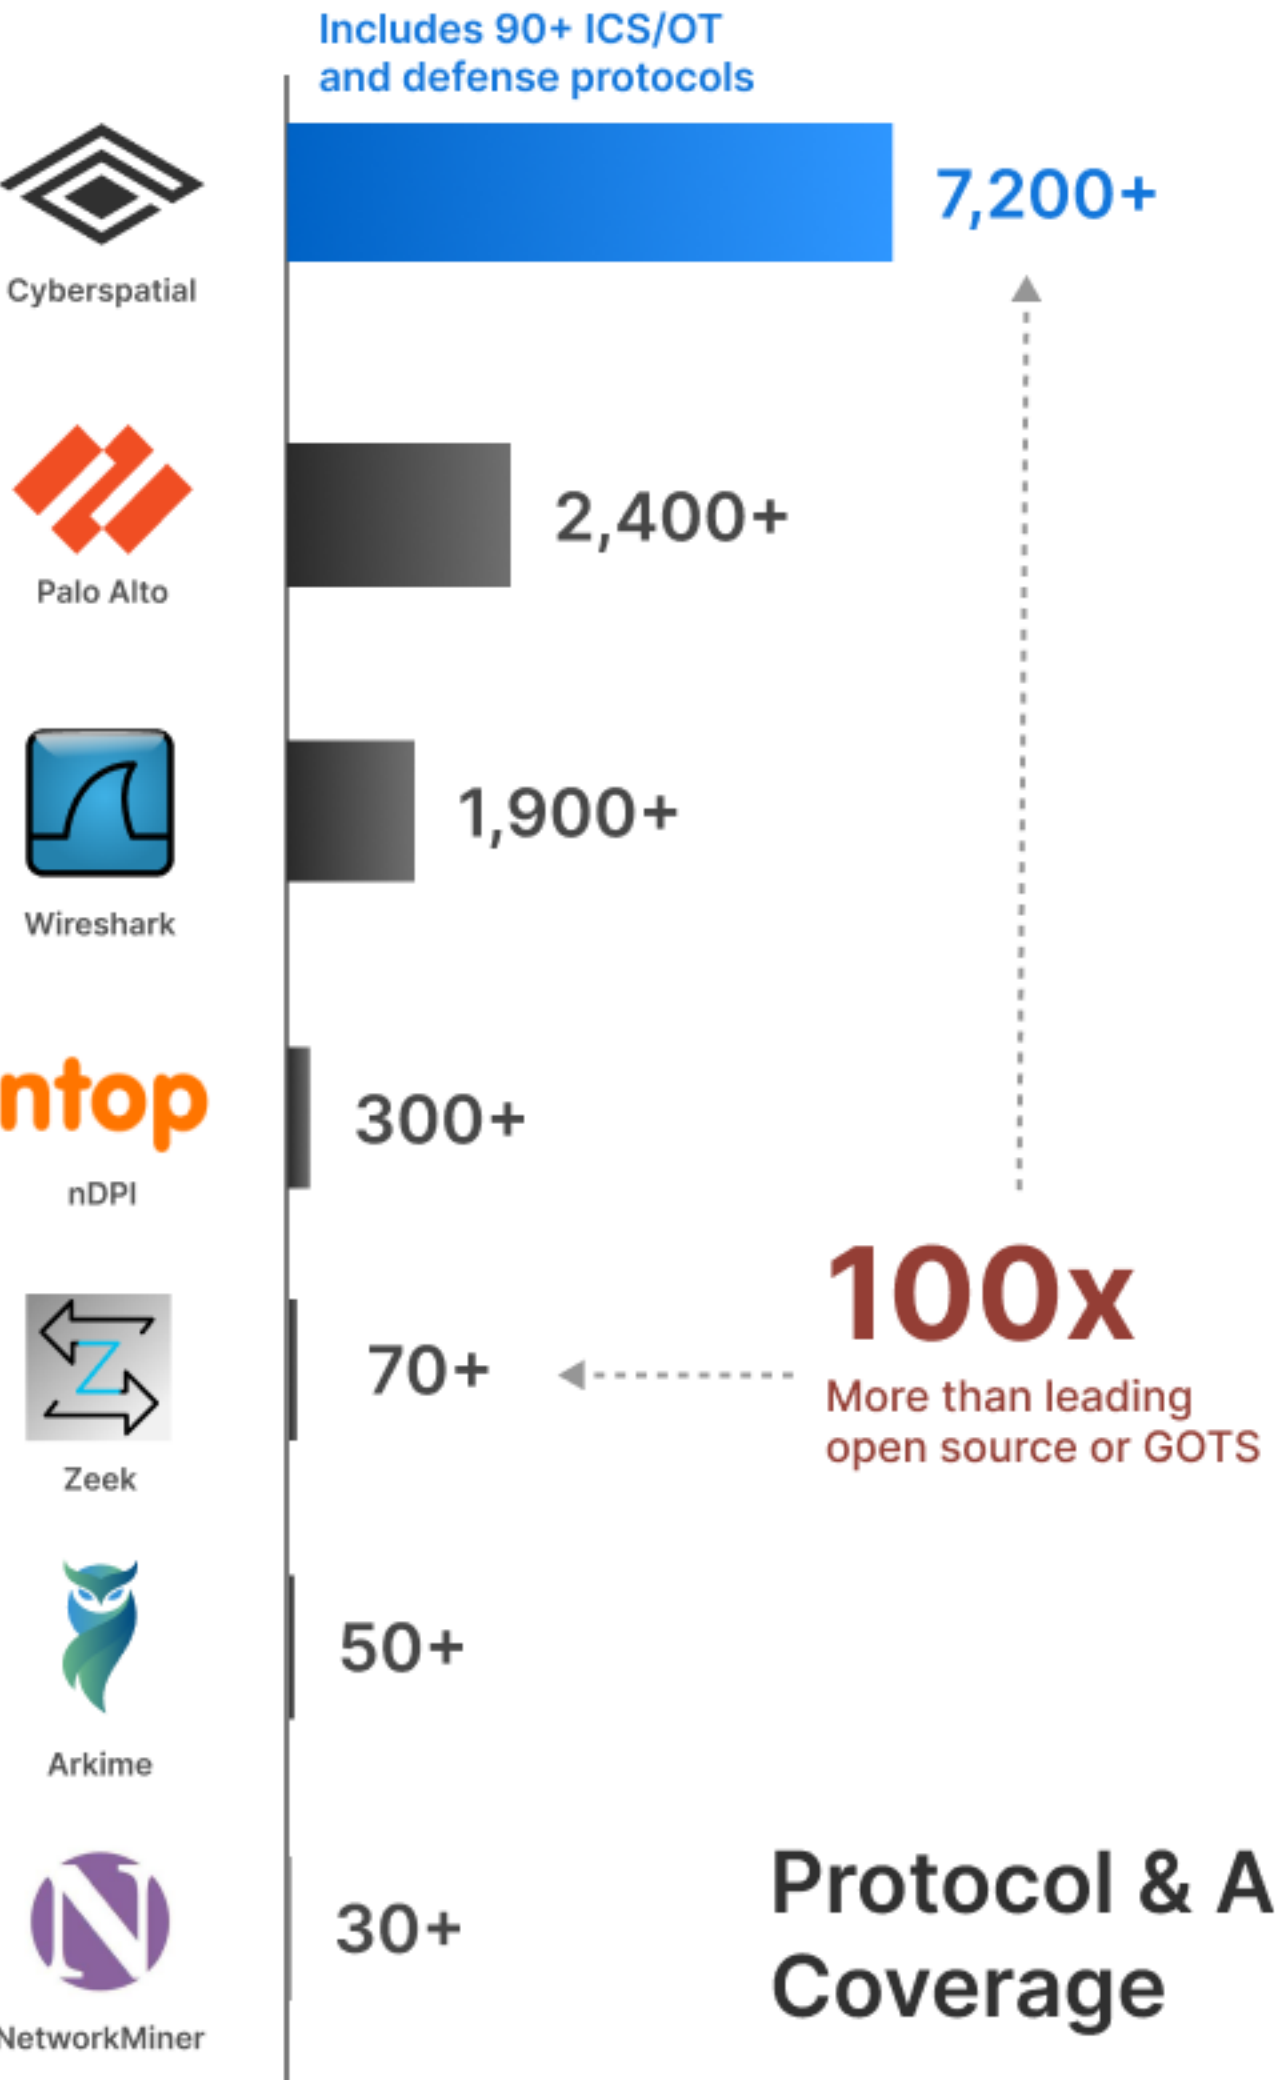 Includes 90+ ICS/OT
and defense protocols
7,200+
Cyberspatial
2,400+
Palo Alto
1,900+
Wireshark
ntop
300+
nDPI
100x
More than leading
open source or GOTS
Z
70+
Zeek
50+
Arkime
N
30+
NetworkMiner
Protocol & A
Coverage